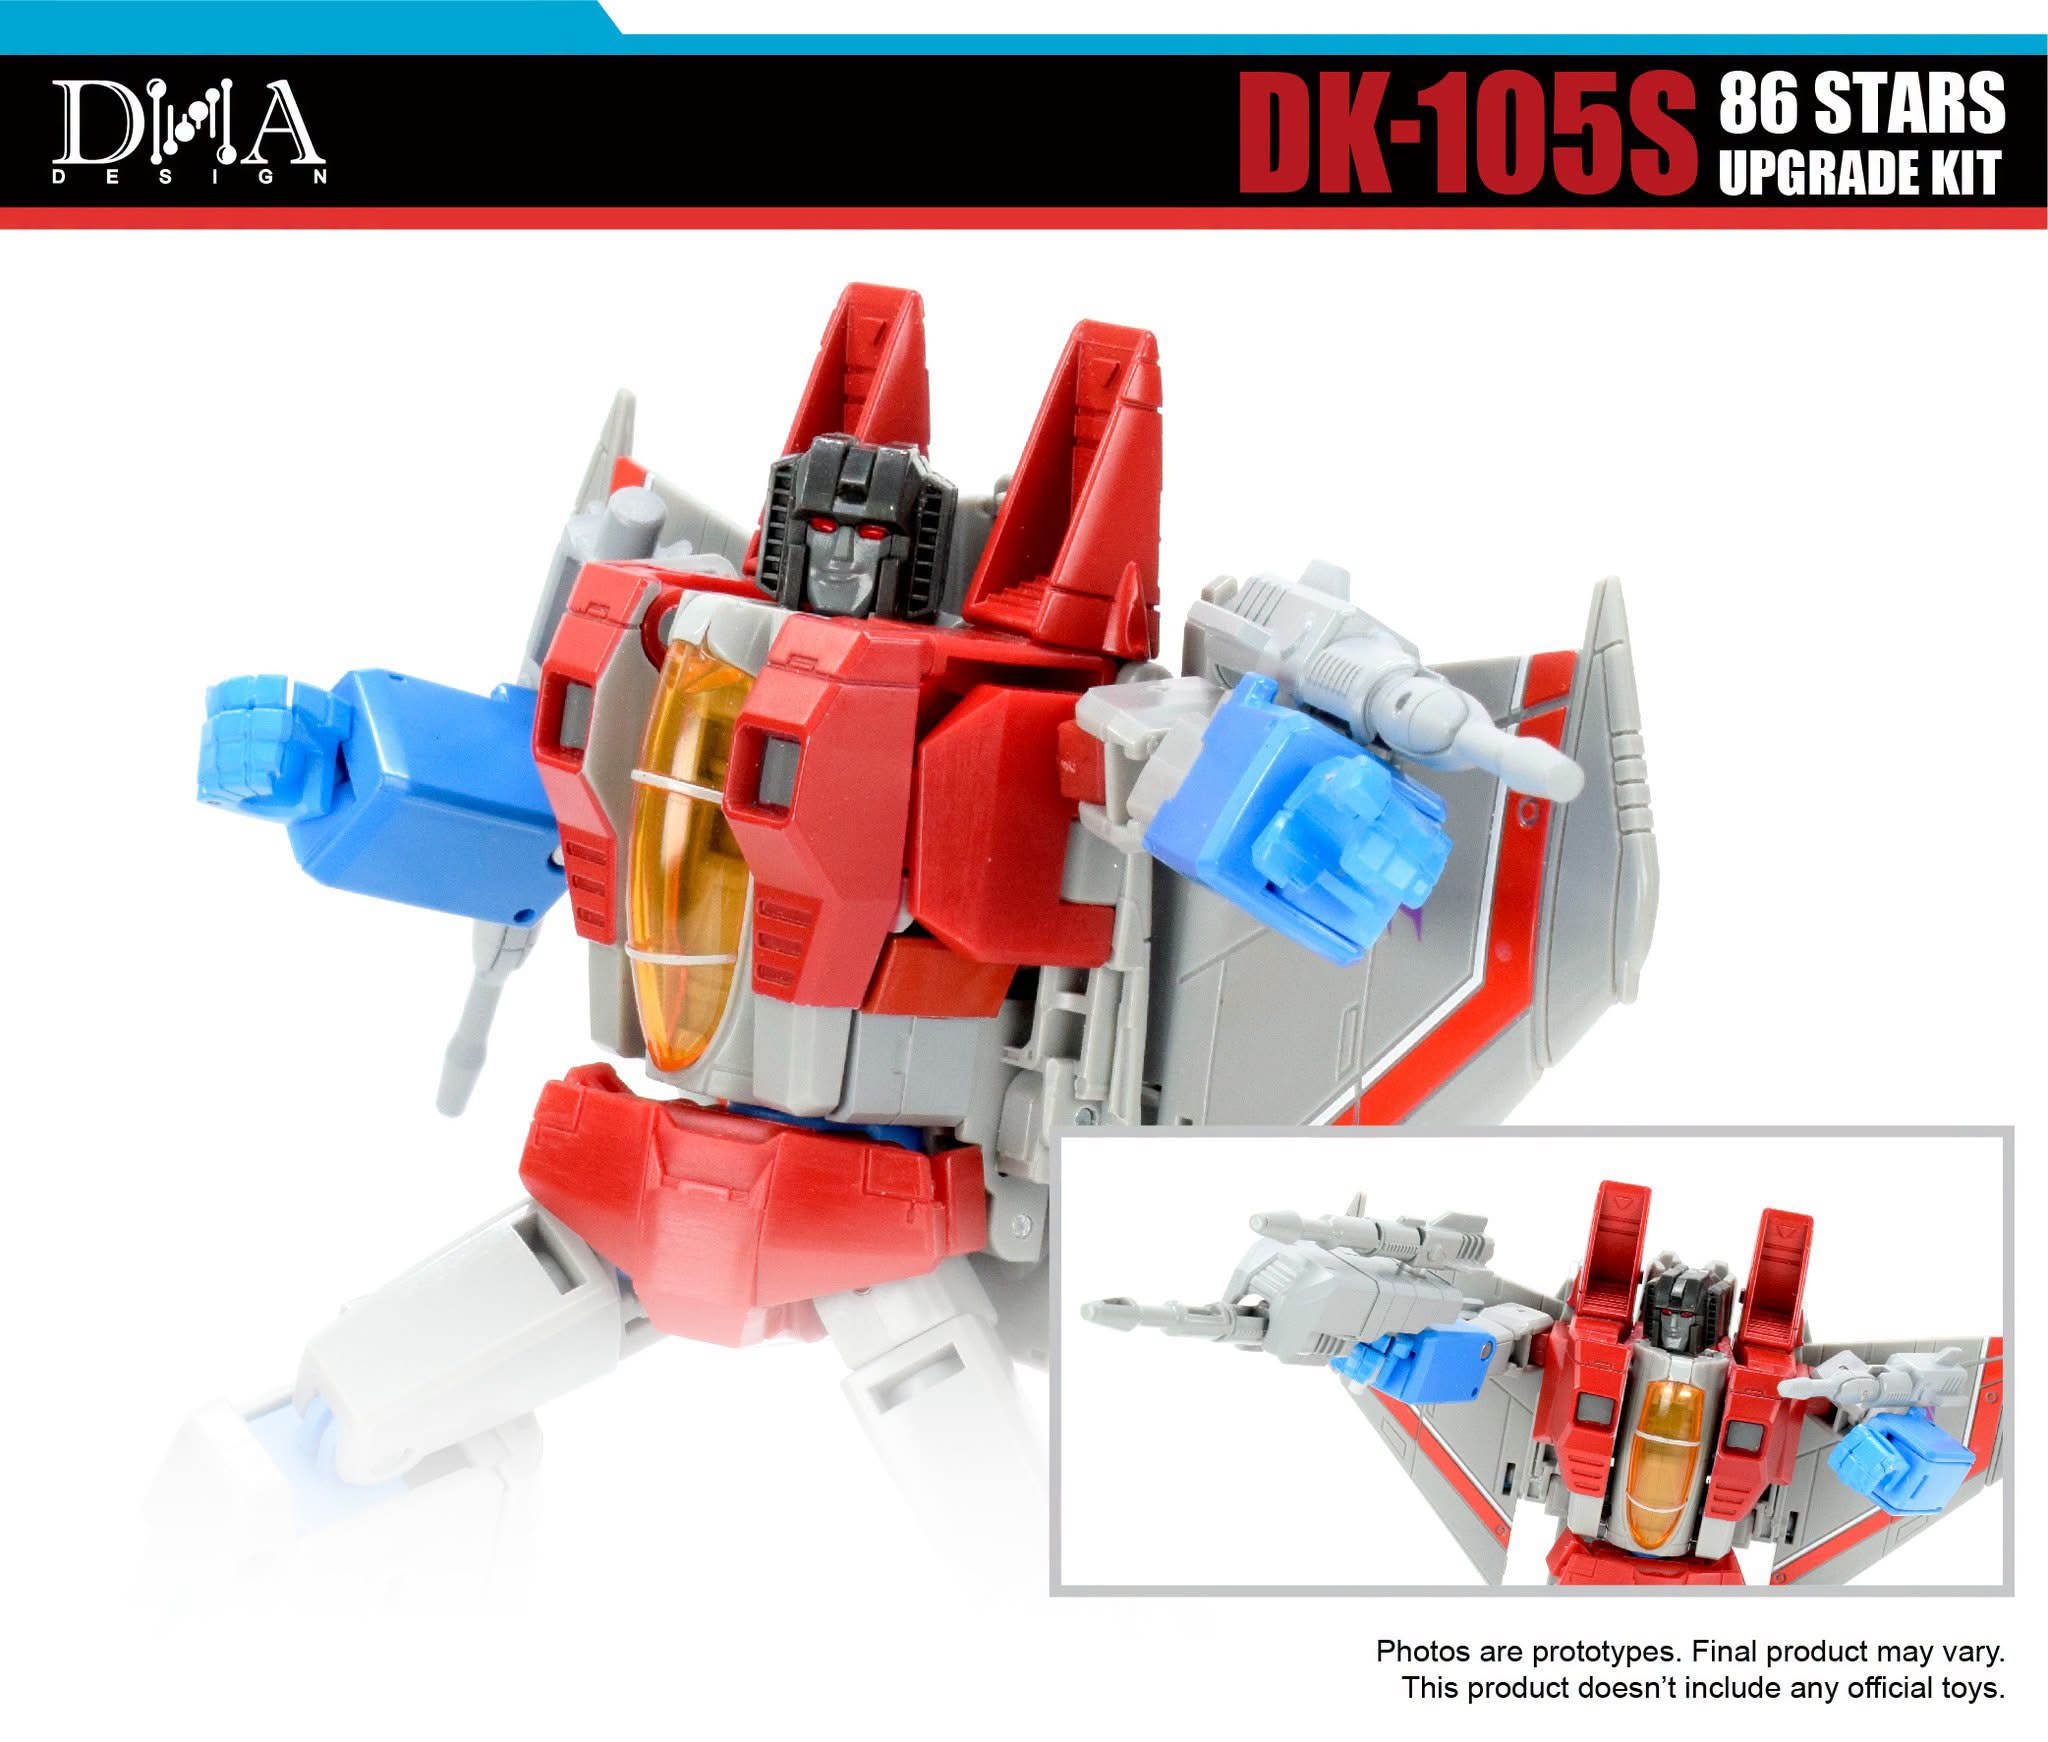 DNA
DESIGN
DK-105S
86 STARS
UPGRADE KIT
Photos are prototypes. Final product may vary.
This product doesn't include any official toys.